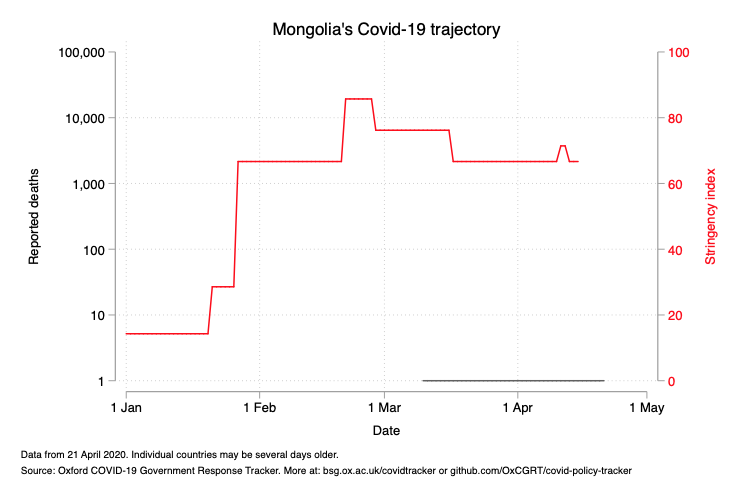 Mongolia's Covid-19 trajectory
100,000
10,000
1,000
100
10
1
Reported deaths
100
80
60
40
20
0
Stringency index
1 Jan 1 Feb 1 Mar 1 Apr 1 May
Date
Data from 21 April 2020. Individual countries may be several days older.
Source: Oxford COVID-19 Government Response Tracker. More at: bsg.ox.ac.uk/covidtracker or github.com/OxCGRT/covid-policy-tracker